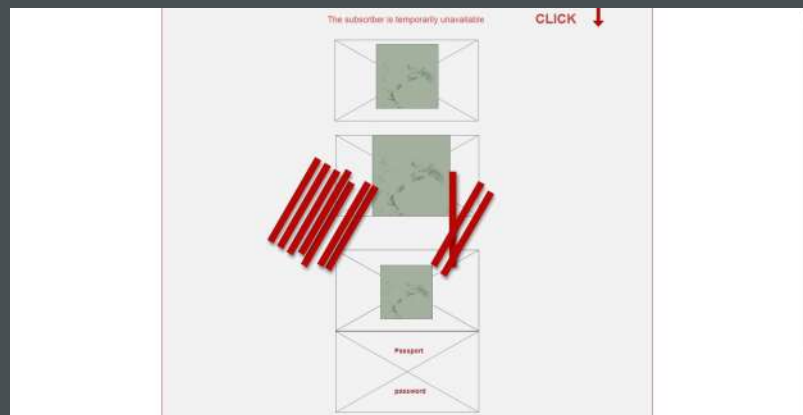 The subscriber is temporarily unavailable
CLICK
Passport
password